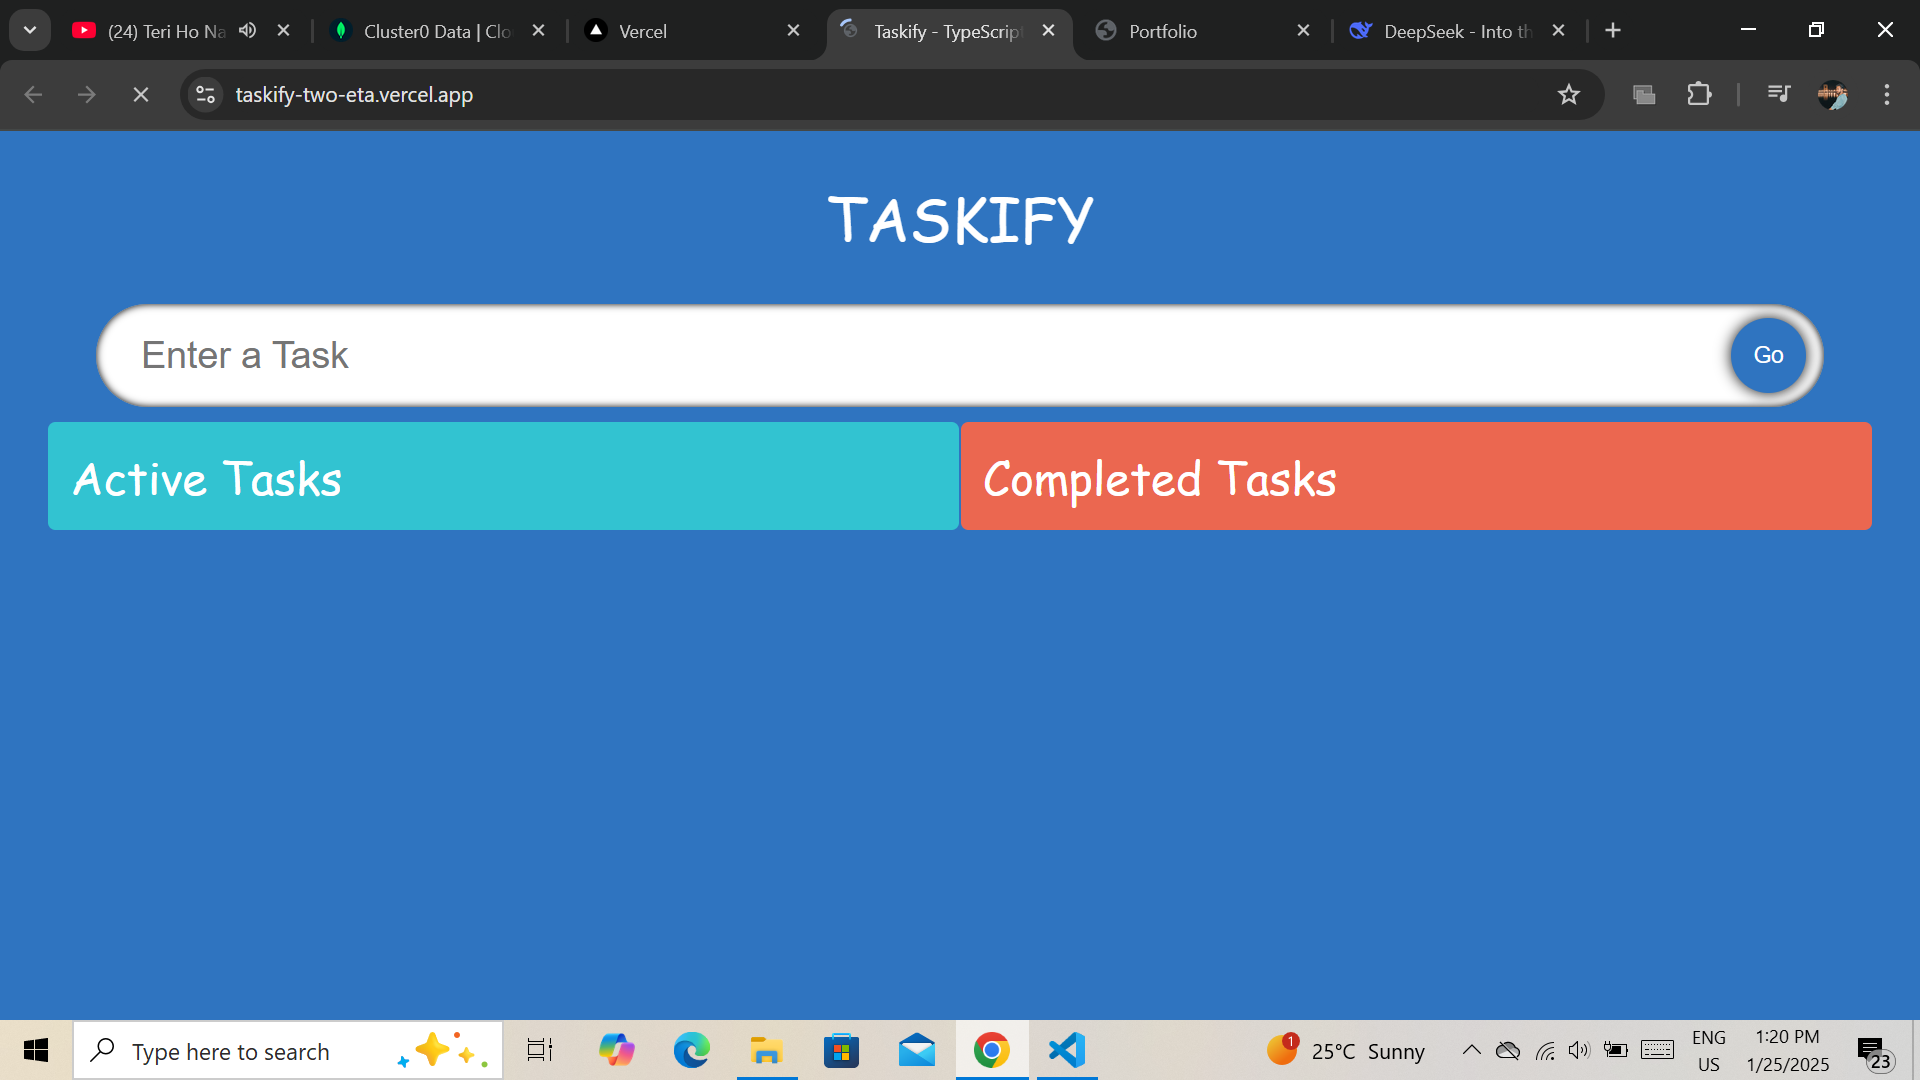 (24) Teri Ho Na
Cluster0 Data | Clo
Vercel
Taskify - TypeScript
Portfolio
DeepSeek - Into th
taskify-two-eta.vercel.app
TASKIFY
Enter a Task
Go
Active Tasks
Completed Tasks
Type here to search
1
25°C Sunny
ENG
US
1:20 PM
1/25/2025
23